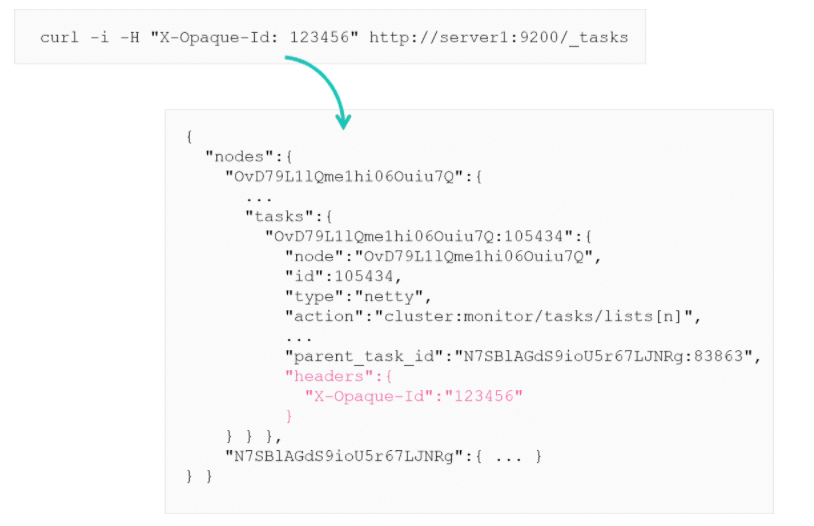 curl -i -H "X-Opaque-Id: 123456" http://server1:9200/_tasks
{
"nodes":{
"OvD79L1lQme1hi06Ouiu7Q":{
...
"tasks":{
"OvD79L1lQme1hi06Ouiu7Q:105434":{
"node":"OvD79L1lQme1hi06Ouiu7Q",
"id":105434,
"type":"netty",
"action":"cluster:monitor/tasks/lists[n]",
...
"parent_task_id":"N7SBlAGdS9ioU5r67LJNRg:83863",
"headers":{
"X-Opaque-Id":"123456"
}
} } },
"N7SBlAGdS9ioU5r67LJNRg":{ ... }
} }